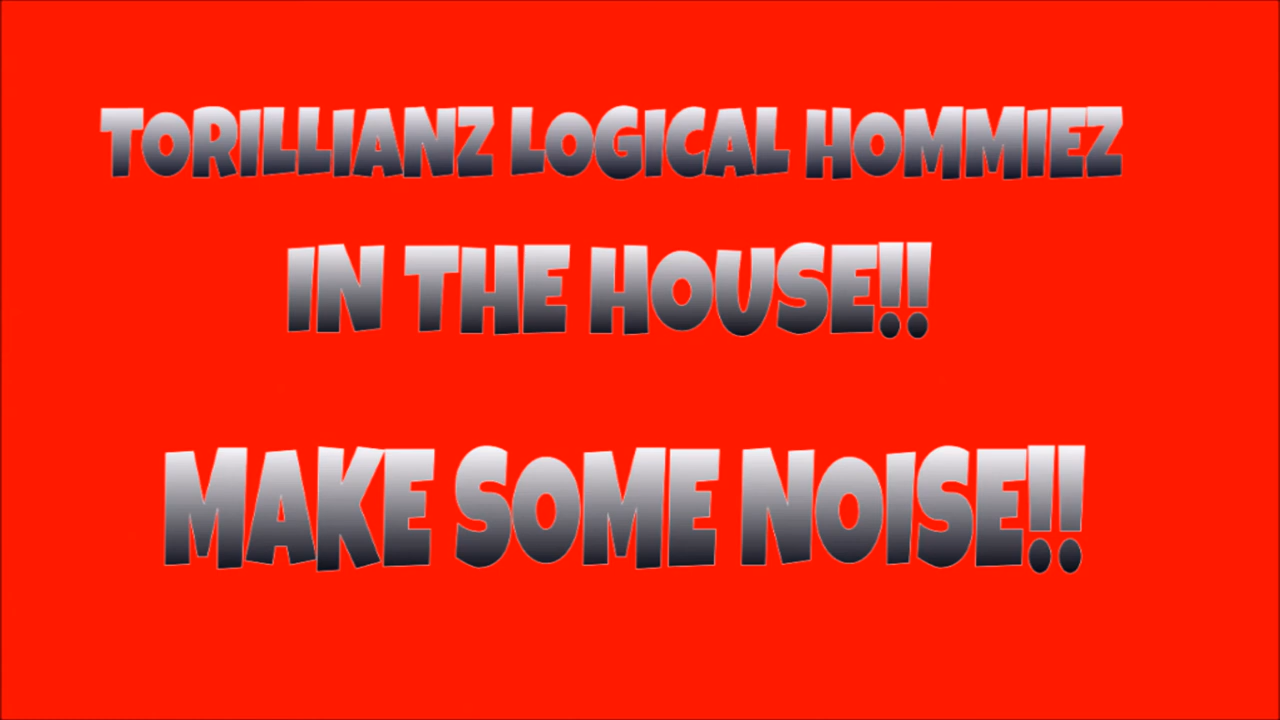 TORILLIANZ LOGICAL HOMMIEZ
IN THE HOUSE!!
MAKE SOME NOISE!!